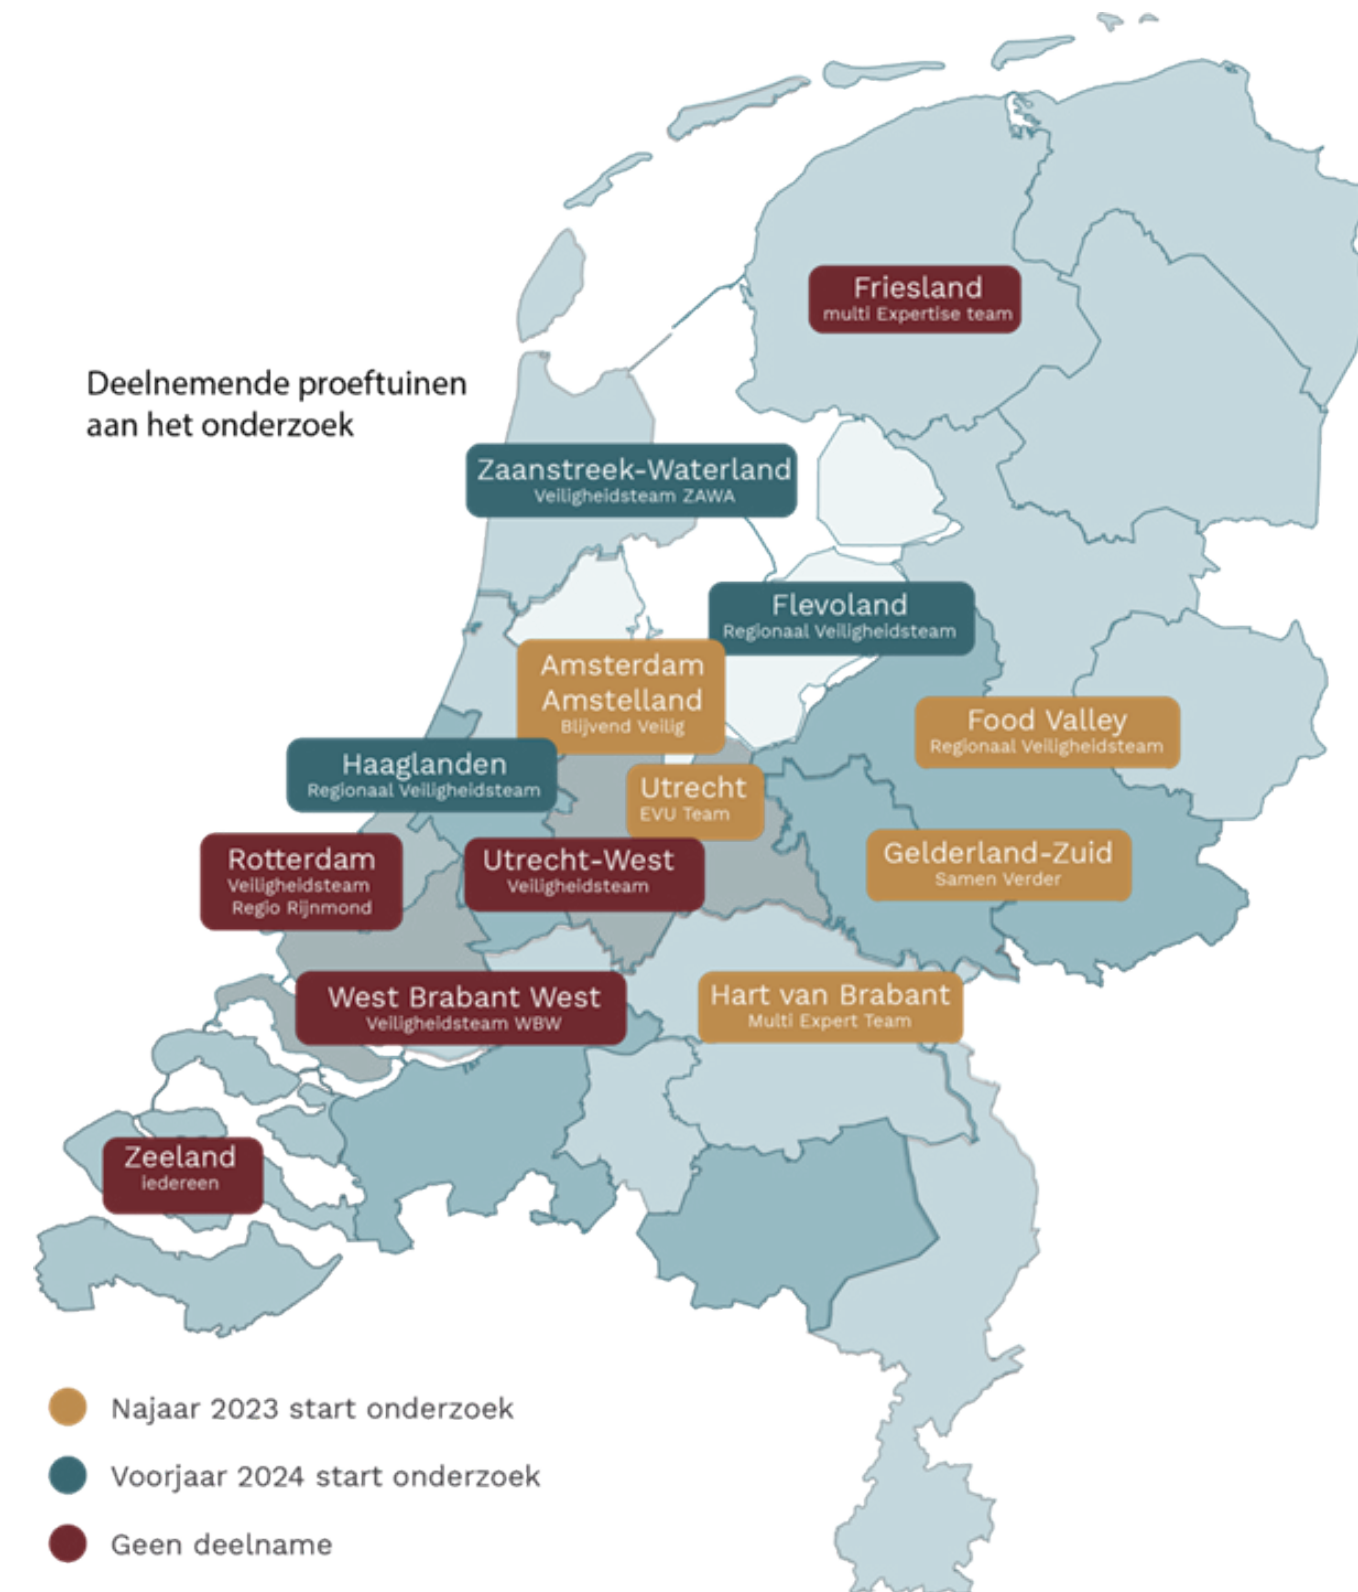 Friesland
multi Expertise team
Deelnemende proeftuinen
aan het onderzoek
Zaanstreek-Waterland
Veiligheidsteam ZAWA
Flevoland
Regionaal Veiligheidsteam
Amsterdam
Amstelland
Blijvend Veilig
Food Valley
Regionaal Veiligheidsteam
Haaglanden
Regionaal Veiligheidsteam
Utrecht
EVU Team
Rotterdam
Veiligheidsteam
Regio Rijnmond
Utrecht-West
Veiligheidsteam
Gelderland-Zuid
Samen Verder
West Brabant West
Veiligheidsteam WBW
Hart van Brabant
Multi Expert Team
Zeeland
iedereen
Najaar 2023 start onderzoek
Voorjaar 2024 start onderzoek
Geen deelname